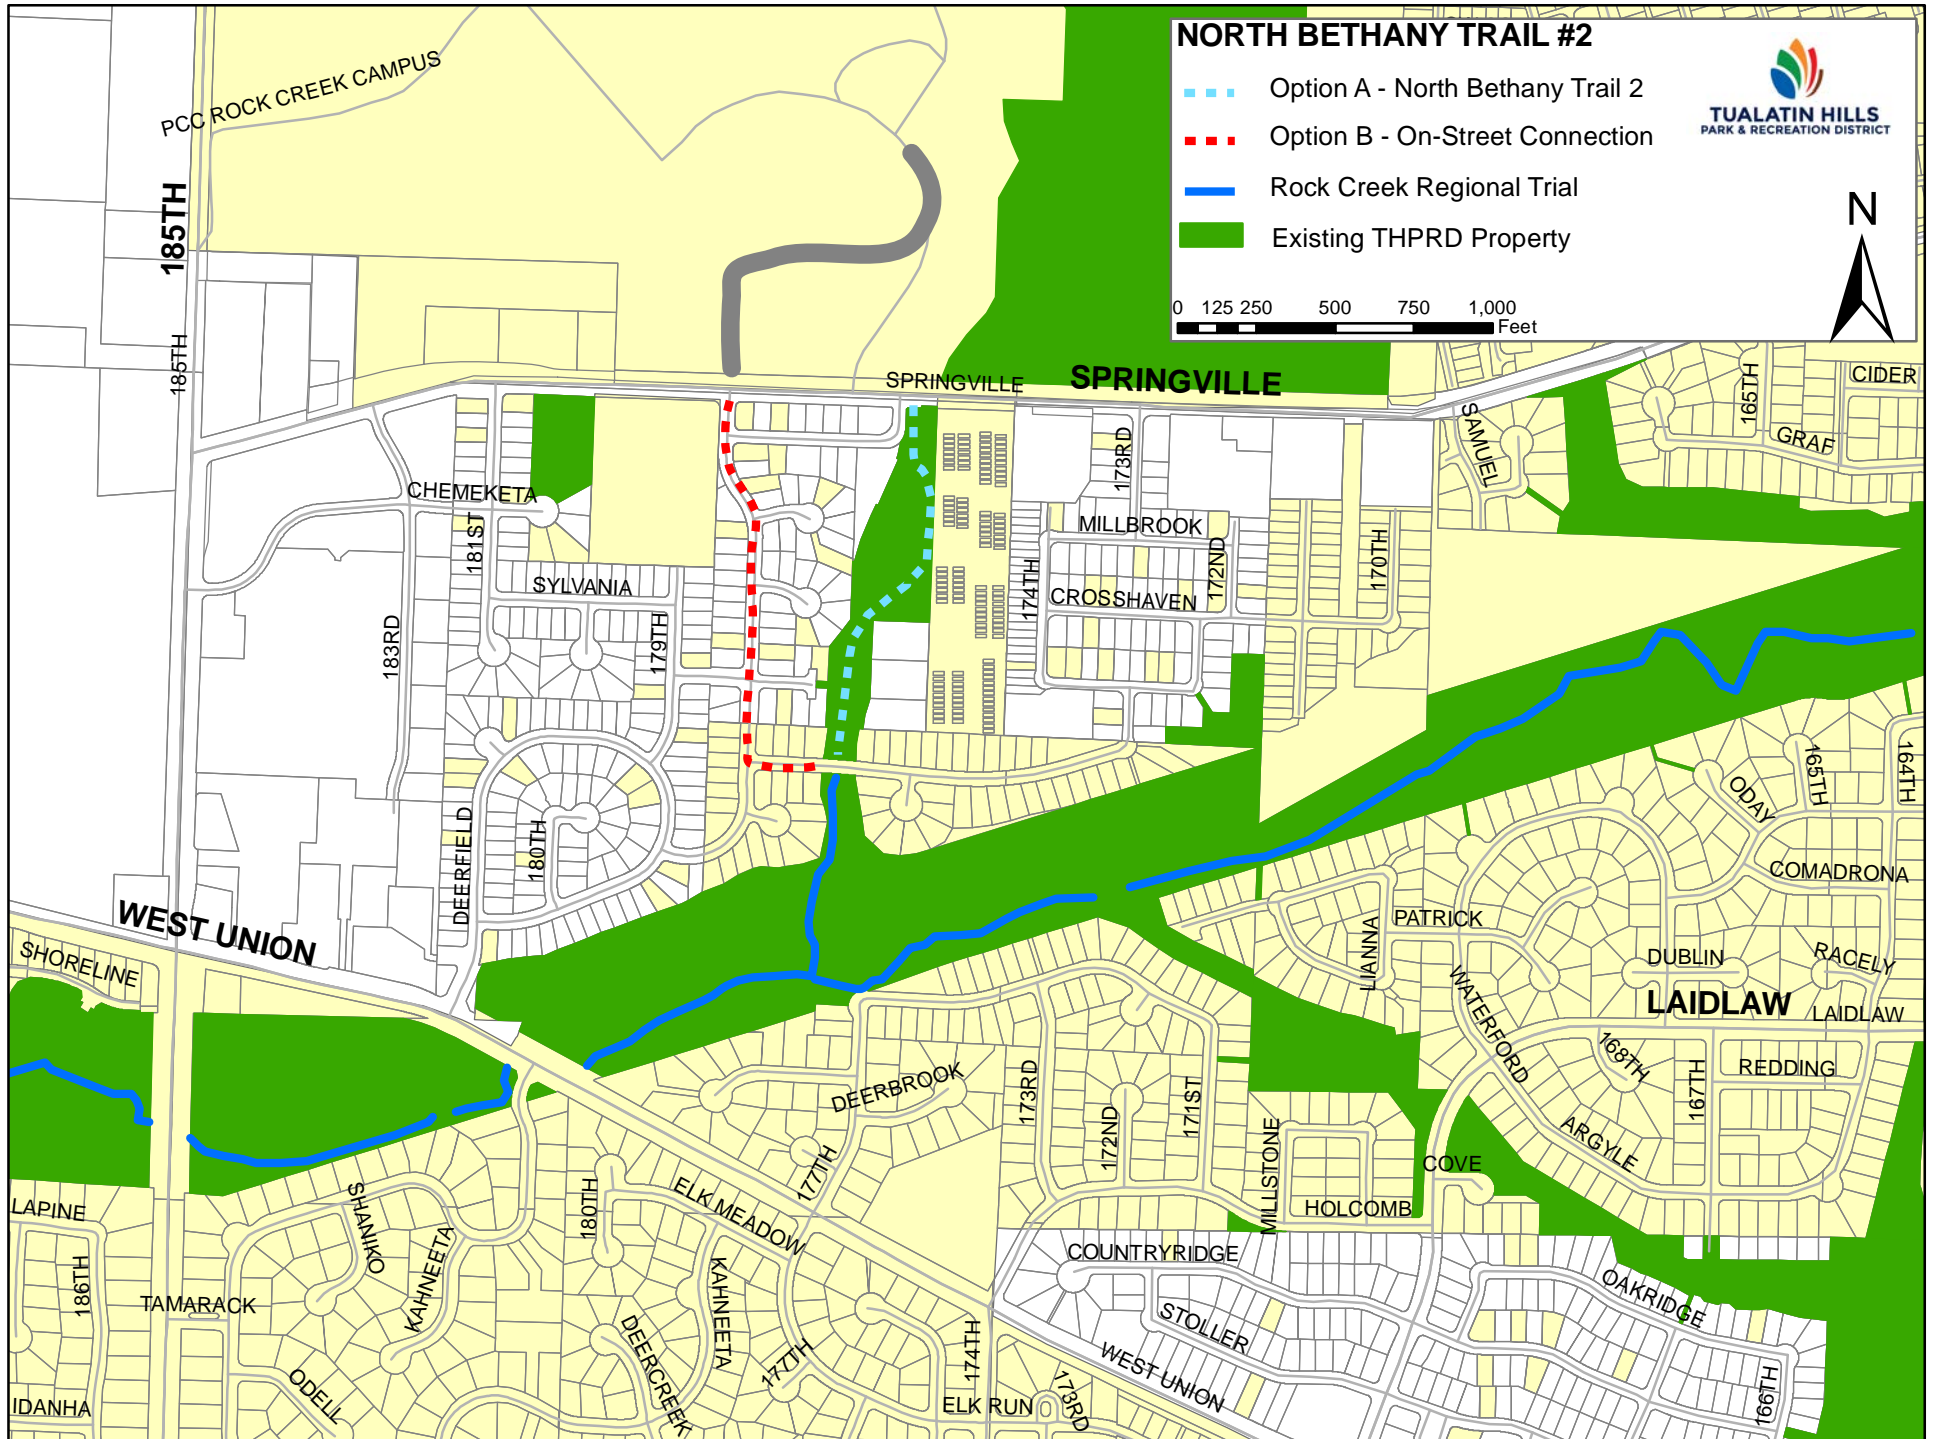 NORTH BETHANY TRAIL #2
Option A - North Bethany Trail 2
Option B - On-Street Connection
Rock Creek Regional Trial
Existing THPRD Property
TUALATIN HILLS
PARK & RECREATION DISTRICT
N
0 125 250 500 750 1,000
Feet
PCC ROCK CREEK CAMPUS
185TH
185TH
SPRINGVILLE
SPRINGVILLE
CIDER
165TH
GRAF
SAMUEL
173RD
CHEMEKETA
181ST
MILLBROOK
172ND
170TH
SYLVANIA
174TH
CROSSHAVEN
183RD
179TH
165TH
164TH
ODAY
DEERFIELD
180TH
COMADRONA
WEST UNION
SHORELINE
PATRICK
LIANNA
DUBLIN
RACELY
WATERFORD
LAIDLAW
LAIDLAW
168TH
167TH
REDDING
DEERBROOK
173RD
172ND
171ST
MILLSTONE
ARGYLE
COVE
177TH
180TH
ELK MEADOW
HOLCOMB
LAPINE
SHANIKO
KAHNEETA
186TH
TAMARACK
KAHNEETA
COUNTRYRIDGE
OAKRIDGE
STOLLER
DEERCREEK
177TH
174TH
WEST UNION
166TH
ODELL
IDANHA
ELK RUN
173RD